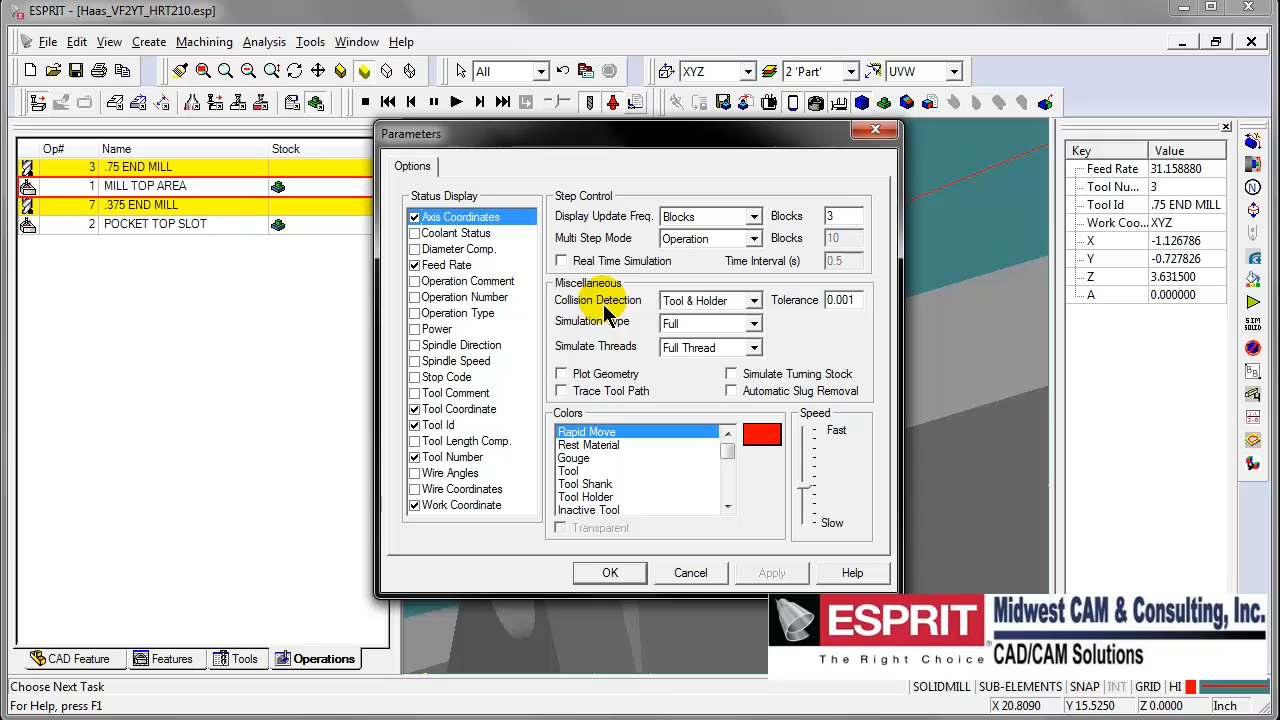 ESPRIT - [Haas_VF2YT_HRT210.esp]
File Edit View Create Machining Analysis Tools Window Help
All
XYZ
2 'Part'
UVW
Op# Name Stock
3 .75 END MILL
1 MILL TOP AREA
7 .375 END MILL
2 POCKET TOP SLOT
CAD Feature Features Tools Operations
Parameters
Options
Status Display
Axis Coordinates
Coolant Status
Diameter Comp.
Feed Rate
Operation Comment
Operation Number
Operation Type
Power
Spindle Direction
Spindle Speed
Stop Code
Tool Comment
Tool Coordinate
Tool Id
Tool Length Comp.
Tool Number
Wire Angles
Wire Coordinates
Work Coordinate
Step Control
Display Update Freq. Blocks Blocks 3
Multi Step Mode Operation Blocks 10
Real Time Simulation Time Interval (s) 0.5
Miscellaneous
Collision Detection Tool & Holder Tolerance 0.001
Simulation Type Full
Simulate Threads Full Thread
Plot Geometry Simulate Turning Stock
Trace Tool Path Automatic Slug Removal
Colors
Rapid Move
Rest Material
Gouge
Tool
Tool Shank
Tool Holder
Inactive Tool
Transparent
Speed
Fast
Slow
OK Cancel Apply Help
Key Value
Feed Rate 31.158880
Tool Nu... 3
Tool Id .75 END MILL
Work Coo... XYZ
X -1.126786
Y -0.727826
Z 3.631500
A 0.000000
SIM
SOLID
ESPRIT®
The Right Choice
Midwest CAM & Consulting, Inc.
CAD/CAM Solutions
Choose Next Task
SOLIDMILL SUB-ELEMENTS SNAP INT GRID HI
For Help, press F1
X 20.8090 Y 15.5250 Z 0.0000 Inch